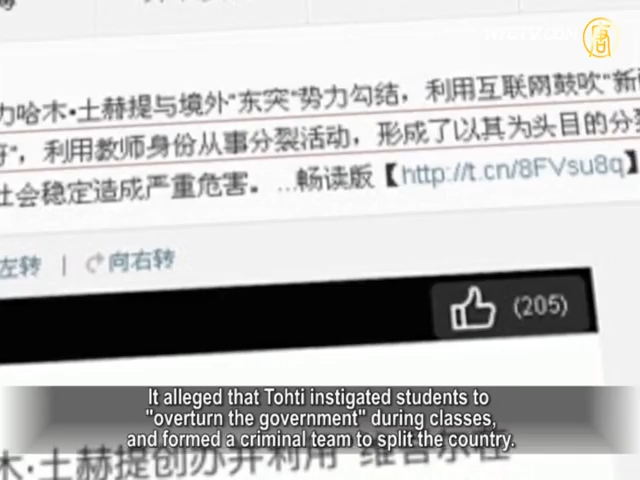 NTDTV.COM
力哈木•土赫提与境外“东突”势力勾结，利用互联网鼓吹“新
”，利用教师身份从事分裂活动，形成了以其为头目的分
社会稳定造成严重危害。...畅读版【http://t.cn/8FVsu8q】
左转 | 向右转
(205)
It alleged that Tohti instigated students to
"overturn the government" during classes,
and formed a criminal team to split the country.
木•土赫提创办并利用“维吾尔在